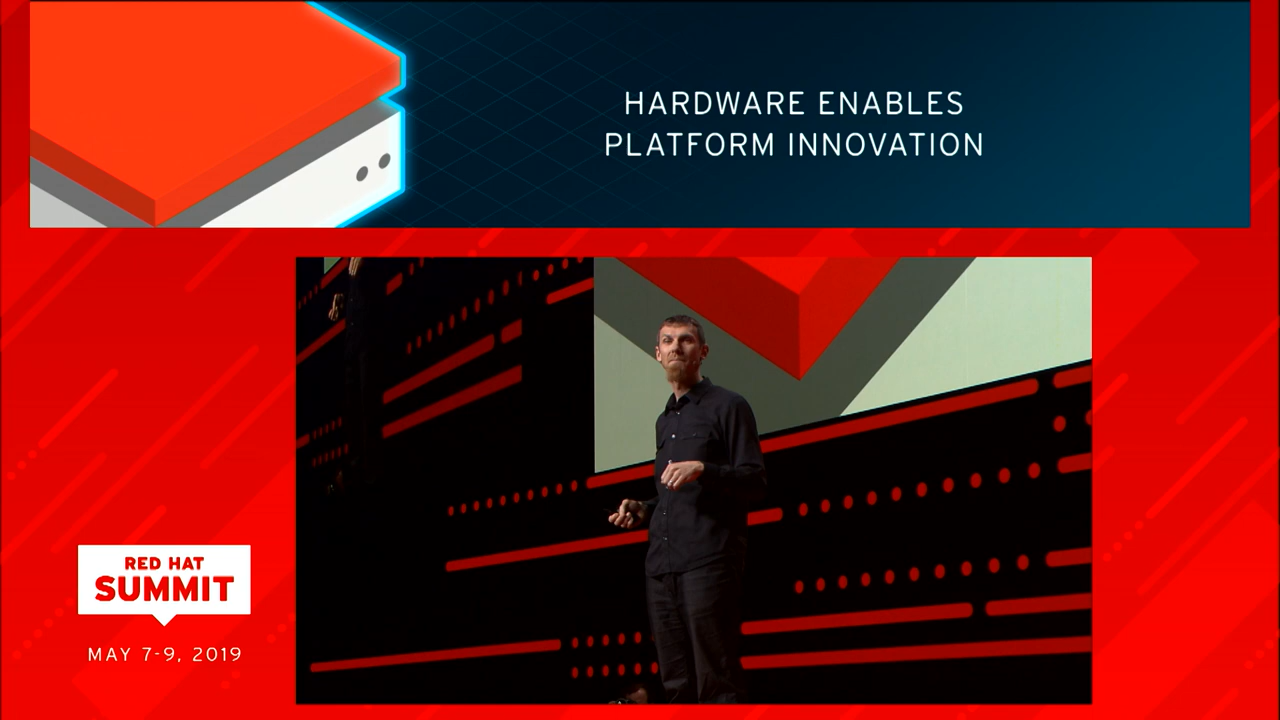 HARDWARE ENABLES
PLATFORM INNOVATION
RED HAT
SUMMIT
MAY 7-9, 2019